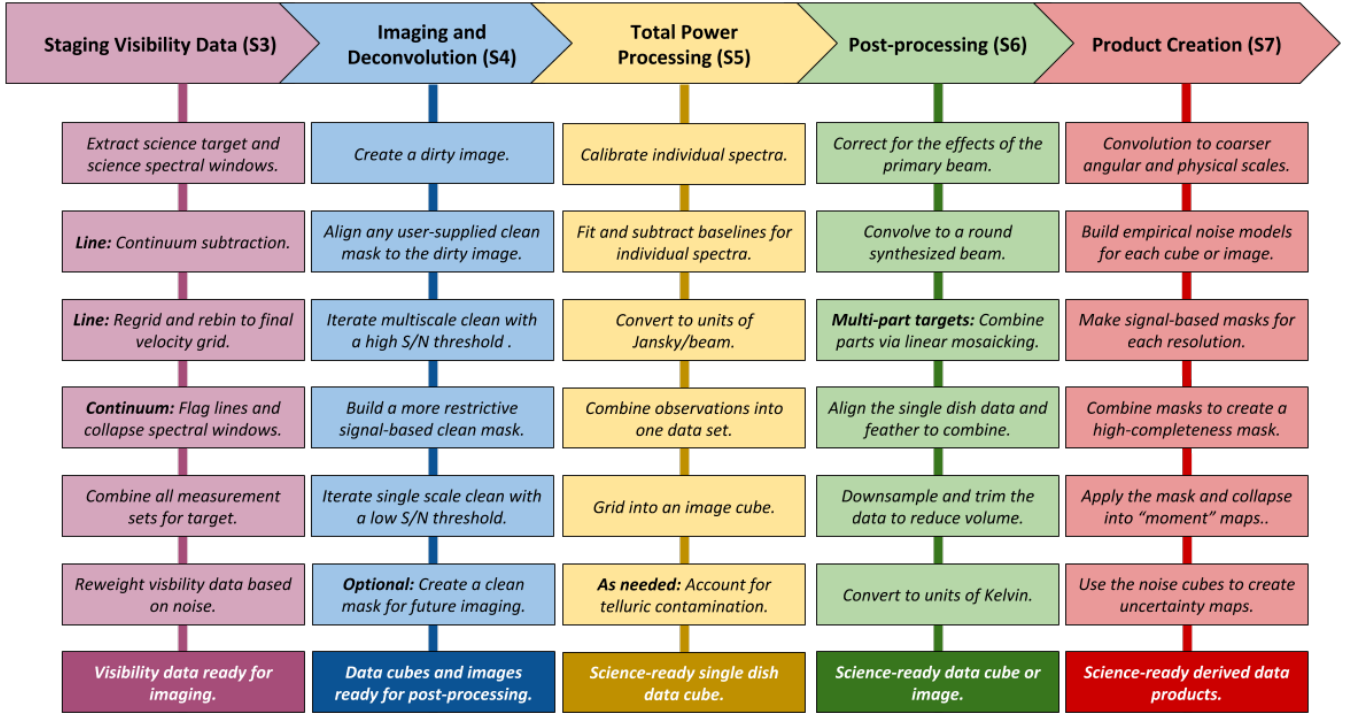 Staging Visibility Data (S3)
Imaging and
Deconvolution (S4)
Total Power
Processing (S5)
Post-processing (S6)
Product Creation (S7)
Extract science target and
science spectral windows.
Line: Continuum subtraction.
Line: Regrid and rebin to final
velocity grid.
Continuum: Flag lines and
collapse spectral windows.
Combine all measurement
sets for target.
Reweight visbility data based
on noise.
Visibility data ready for
imaging.
Create a dirty image.
Align any user-supplied clean
mask to the dirty image.
Iterate multiscale clean with
a high S/N threshold .
Build a more restrictive
signal-based clean mask.
Iterate single scale clean with
a low S/N threshold.
Optional: Create a clean
mask for future imaging.
Data cubes and images
ready for post-processing.
Calibrate individual spectra.
Fit and subtract baselines for
individual spectra.
Convert to units of
Jansky/beam.
Combine observations into
one data set.
Grid into an image cube.
As needed: Account for
telluric contamination.
Science-ready single dish
data cube.
Correct for the effects of the
primary beam.
Convolve to a round
synthesized beam.
Multi-part targets: Combine
parts via linear mosaicking.
Align the single dish data and
feather to combine.
Downsample and trim the
data to reduce volume.
Convert to units of Kelvin.
Science-ready data cube or
image.
Convolution to coarser
angular and physical scales.
Build empirical noise models
for each cube or image.
Make signal-based masks for
each resolution.
Combine masks to create a
high-completeness mask.
Apply the mask and collapse
into “moment” maps..
Use the noise cubes to create
uncertainty maps.
Science-ready derived data
products.